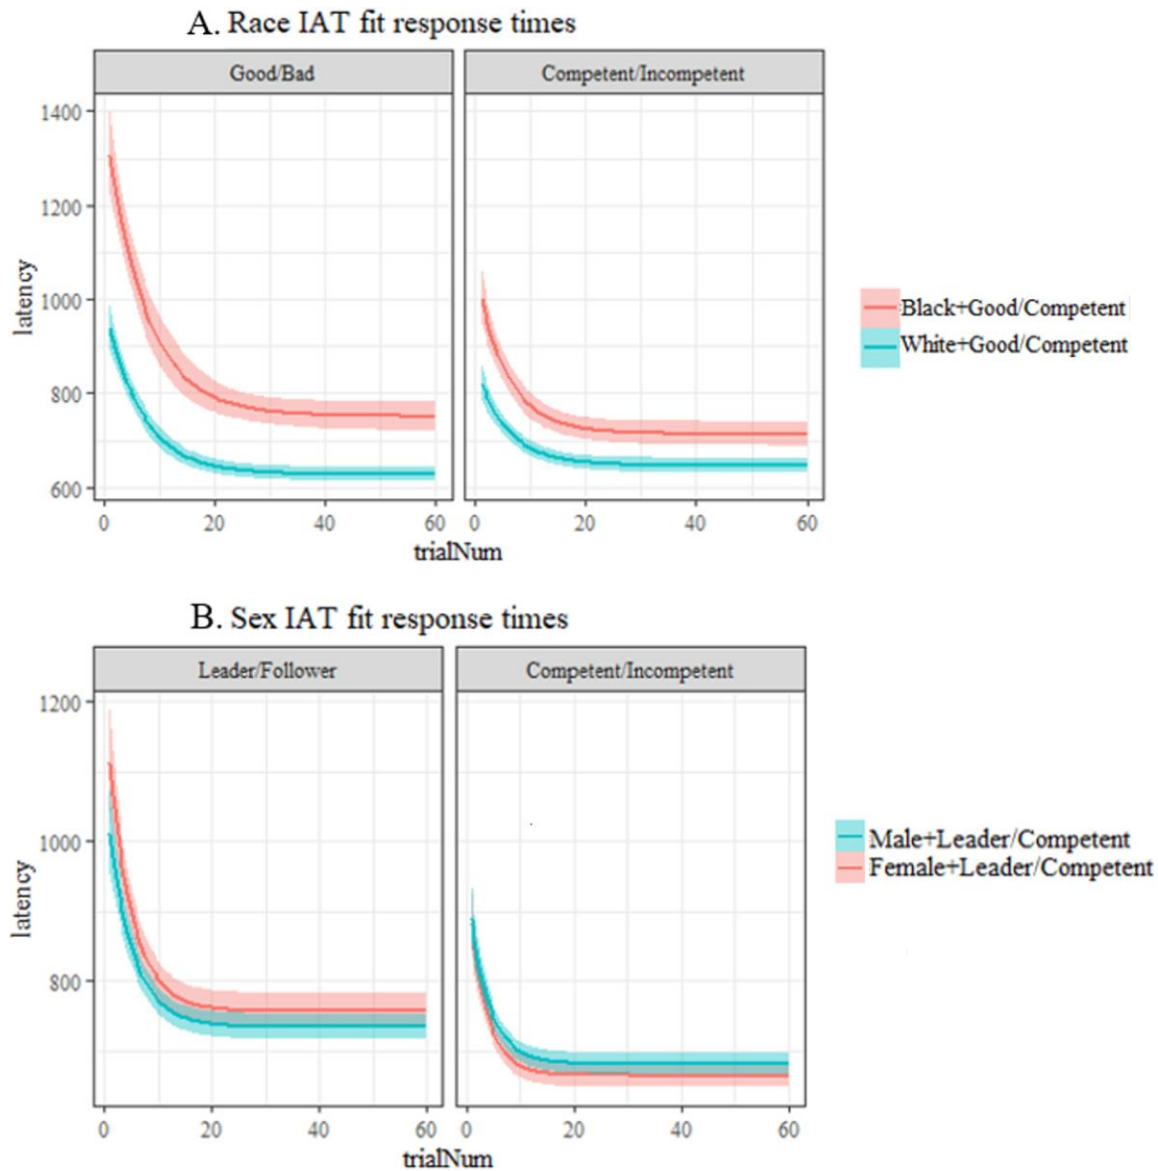 A. Race IAT fit response times
Good/Bad
Competent/Incompetent
1400
1200
1000
800
600
latency
0 20 40 60
0 20 40 60
trialNum
Black+Good/Competent
White+Good/Competent
B. Sex IAT fit response times
Leader/Follower
Competent/Incompetent
1200
1000
800
latency
0 20 40 60
0 20 40 60
trialNum
Male+Leader/Competent
Female+Leader/Competent